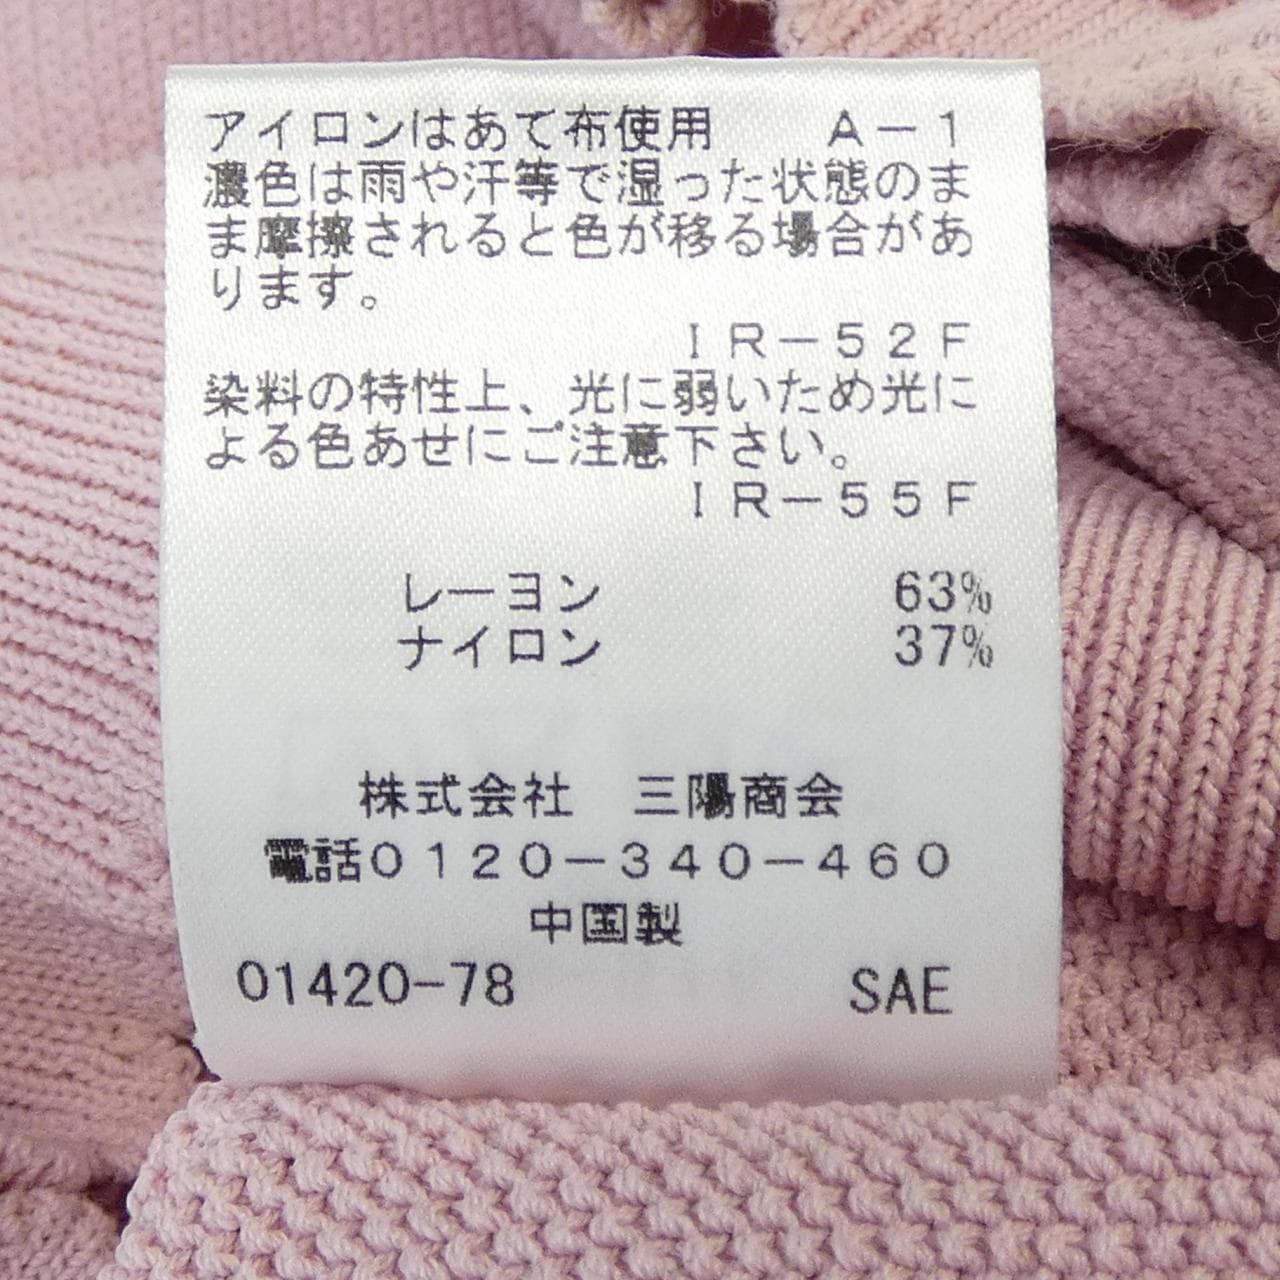 アイロンはあて布使用　　Ａ－１
濃色は雨や汗等で湿った状態のま
ま摩擦されると色が移る場合があ
ります。
ＩＲ－５２Ｆ
染料の特性上、光に弱いため光に
よる色あせにご注意下さい。
ＩＲ－５５Ｆ
レーヨン 63%
ナイロン 37%
株式会社　三陽商会
電話０１２０－３４０－４６０
中国製
01420-78 SAE